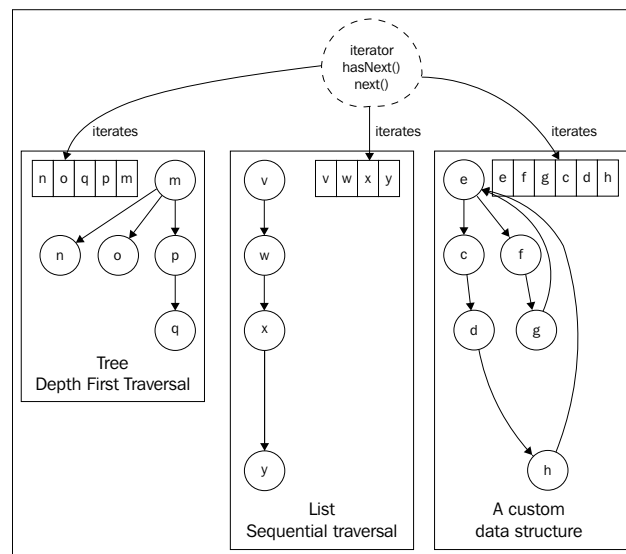 iterator
hasNext()
next()
iterates
iterates
iterates
n o q p m
m
n
o
p
q
Tree
Depth First Traversal
v
v w x y
w
x
y
List
Sequential traversal
e
e f g c d h
c
f
d
g
h
A custom
data structure